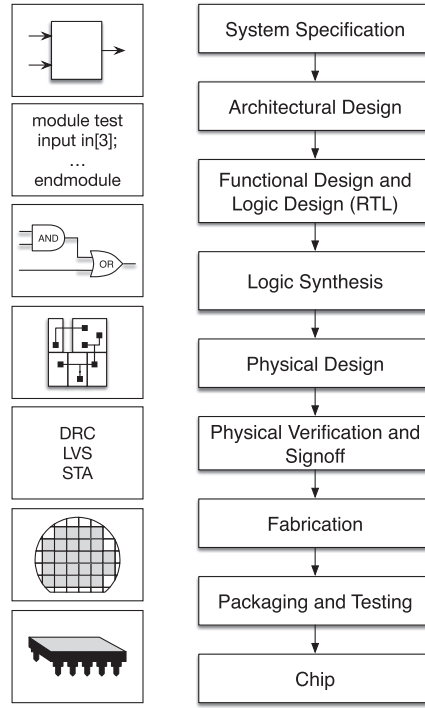 System Specification
Architectural Design
module test
input in[3];
...
endmodule
Functional Design and
Logic Design (RTL)
AND
OR
Logic Synthesis
Physical Design
DRC
LVS
STA
Physical Verification and
Signoff
Fabrication
Packaging and Testing
Chip